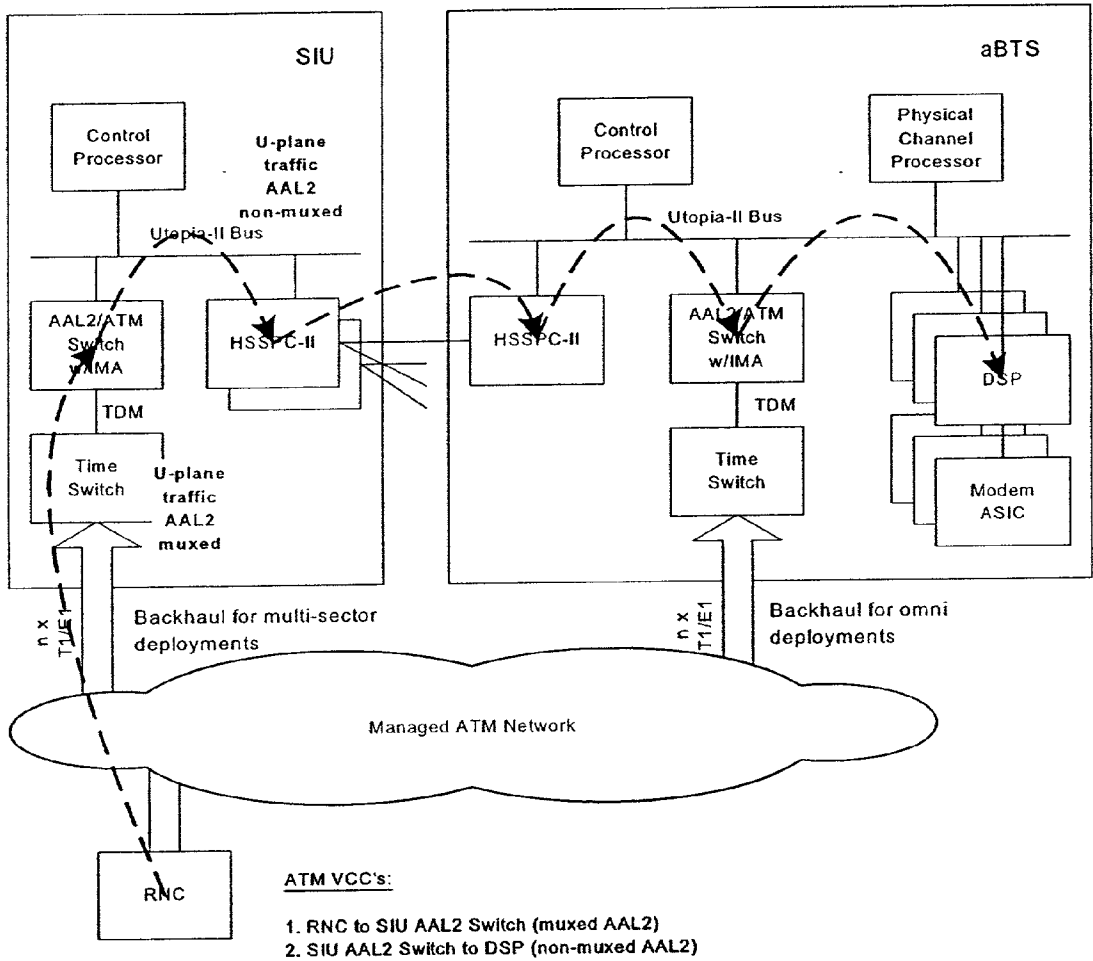 SIU
aBTS
Control
Processor
U-plane
traffic
AAL2
non-muxed
Control
Processor
Physical
Channel
Processor
Utopia-II Bus
Utopia-II Bus
AAL2/ATM
Switch
w/IMA
HSSPC-II
HSSPC-II
AAL2/ATM
Switch
w/IMA
DSP
TDM
TDM
Time
Switch
U-plane
traffic
AAL2
muxed
Time
Switch
Modem
ASIC
n x
T1/E1
Backhaul for multi-sector
deployments
n x
T1/E1
Backhaul for omni
deployments
Managed ATM Network
RNC
ATM VCC's:
1. RNC to SIU AAL2 Switch (muxed AAL2)
2. SIU AAL2 Switch to DSP (non-muxed AAL2)